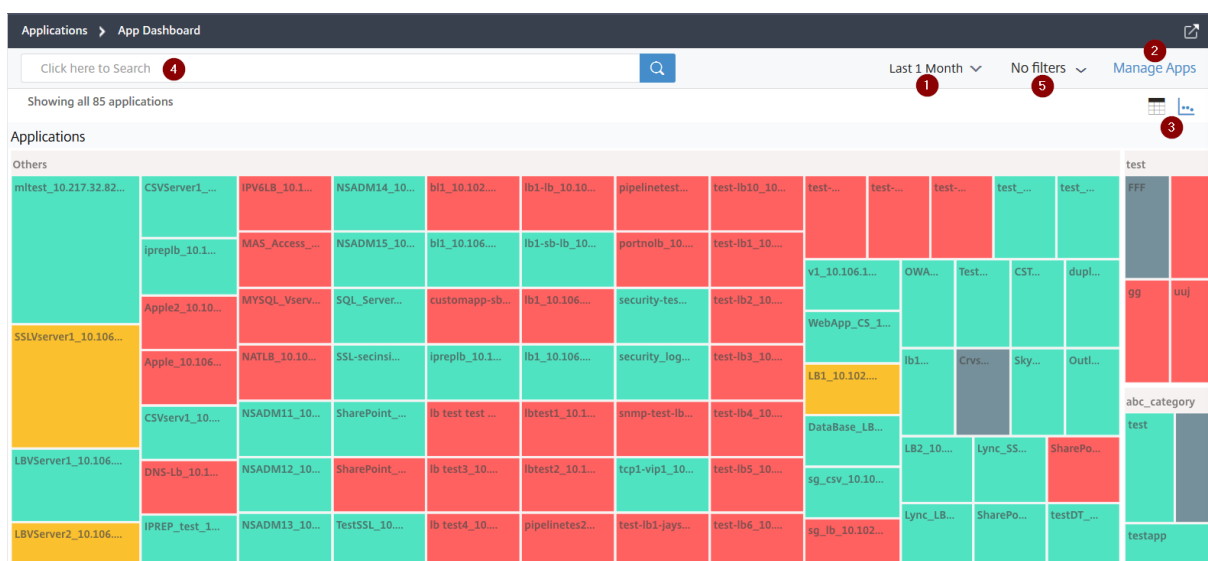 Applications > App Dashboard
2
Click here to Search 4 Last 1 Month No filters Manage Apps
1 5
Showing all 85 applications
3
Applications
Others test
mltest_10.217.32.82... CSVServer1_... IPV6LB_10.1... NSADM14_10... bl1_10.102.... lb1-lb_10.10... pipelinetest... test-lb10_10... test-... test-... test-... test_... test_... FFF
ipreplb_10.1... MAS_Access_... NSADM15_10... bl1_10.106.... lb1-sb-lb_10... portnolb_10.... test-lb1_10....
v1_10.106.1... OWA... Test... CST... dupl...
Apple2_10.10... MYSQL_Vserv... SQL_Server... customapp-sb... lb1_10.106.... security-tes... test-lb2_10.... gg uuj
SSLVserver1_10.106... WebApp_CS_1...
Apple_10.106... NATLB_10.10... SSL-secinsi... ipreplb_10.1... lb1_10.106.... security_log... test-lb3_10.... lb1... Crvs... Sky... Outl...
LB1_10.102....
abc_category
CSVserv1_10.... NSADM11_10... SharePoint_... lb test test ... lbtest1_10.1... snmp-test-lb... test-lb4_10.... DataBase_LB... test
LBVServer1_10.106.... LB2_10.... Lync_SS... SharePo...
DNS-Lb_10.1... NSADM12_10... SharePoint_... lb test3_10.... lbtest2_10.1... tcp1-vip1_10... test-lb5_10.... sg_csv_10.10...
Lync_LB... SharePo... testDT_...
LBVServer2_10.106.... IPREP_test_1... NSADM13_10... TestSSL_10.... lb test4_10.... pipelinetes2... test-lb1-jays... test-lb6_10.... sg_lb_10.102... testapp